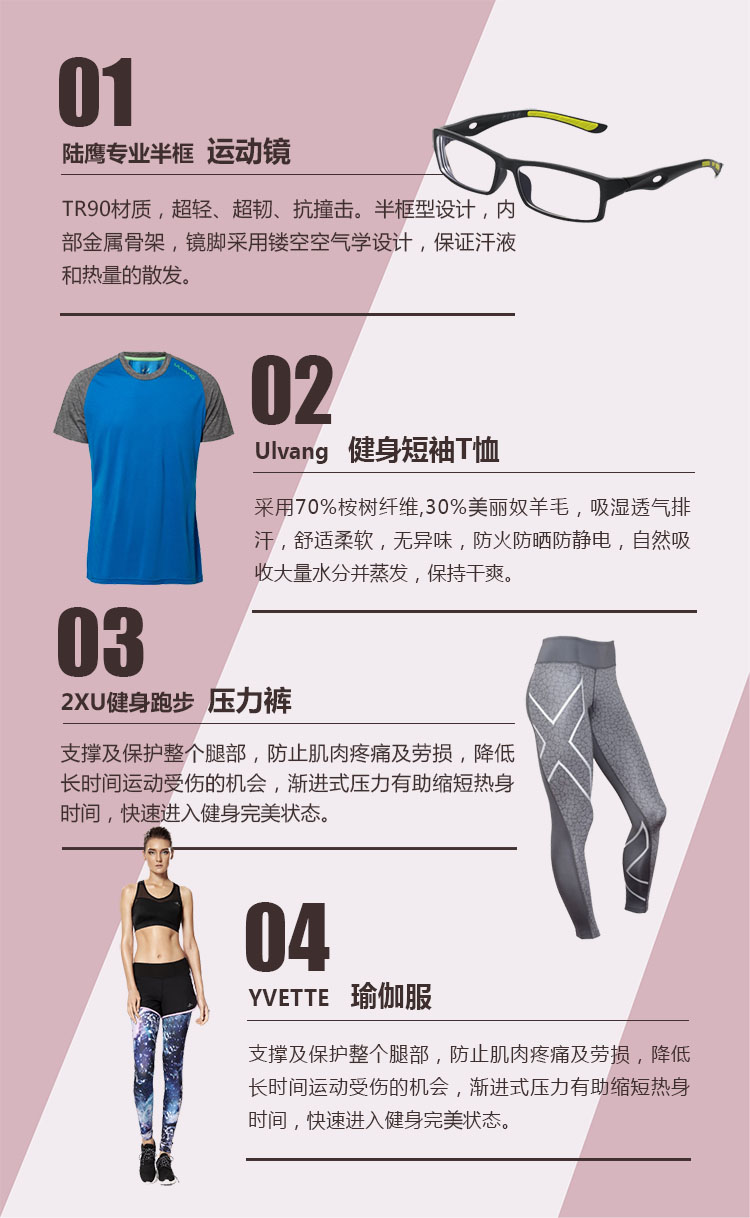 01
陆鹰专业半框 运动镜
TR90材质，超轻、超韧、抗撞击。半框型设计，内
部金属骨架，镜脚采用镂空空气学设计，保证汗液
和热量的散发。
ULVANG
02
Ulvang 健身短袖T恤
采用70%桉树纤维,30%美丽奴羊毛，吸湿透气排
汗，舒适柔软，无异味，防火防晒防静电，自然吸
收大量水分并蒸发，保持干爽。
03
2XU健身跑步 压力裤
支撑及保护整个腿部，防止肌肉疼痛及劳损，降低
长时间运动受伤的机会，渐进式压力有助缩短热身
时间，快速进入健身完美状态。
04
YVETTE 瑜伽服
支撑及保护整个腿部，防止肌肉疼痛及劳损，降低
长时间运动受伤的机会，渐进式压力有助缩短热身
时间，快速进入健身完美状态。